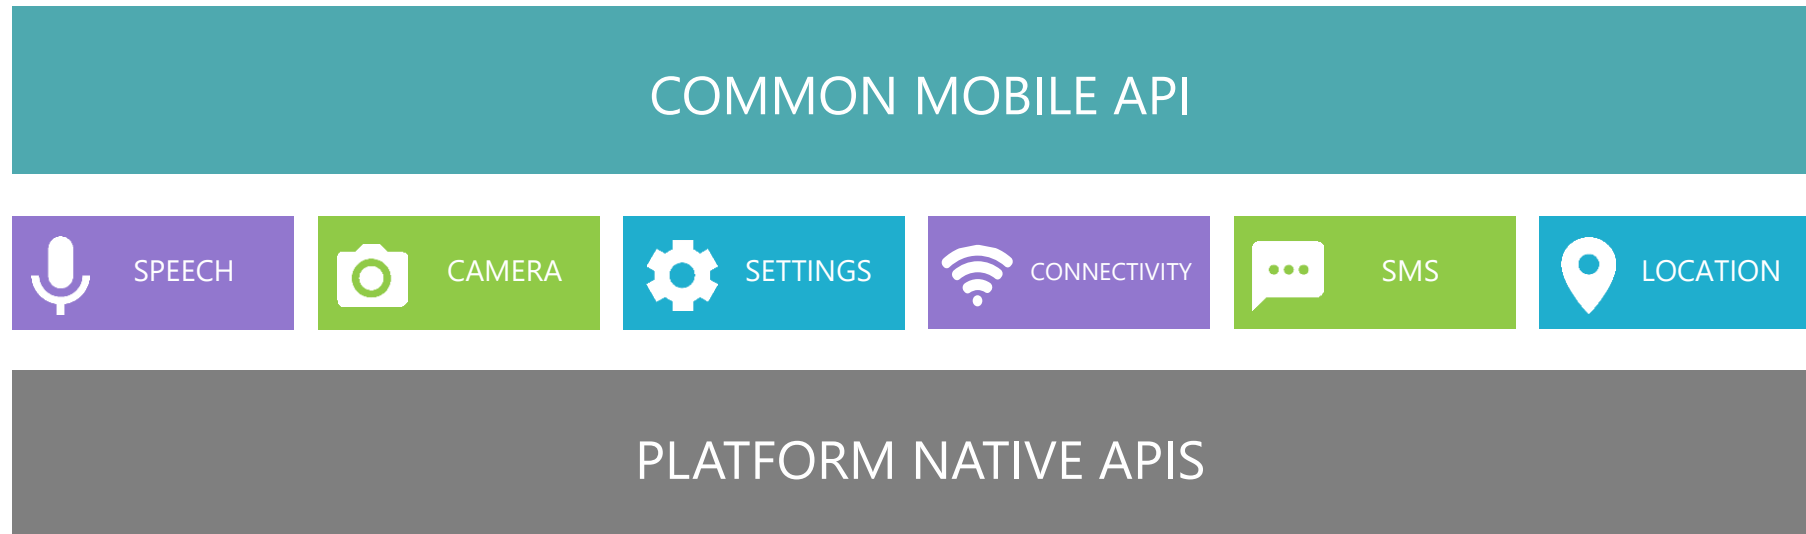 COMMON MOBILE API
SPEECH
CAMERA
SETTINGS
CONNECTIVITY
SMS
LOCATION
PLATFORM NATIVE APIS